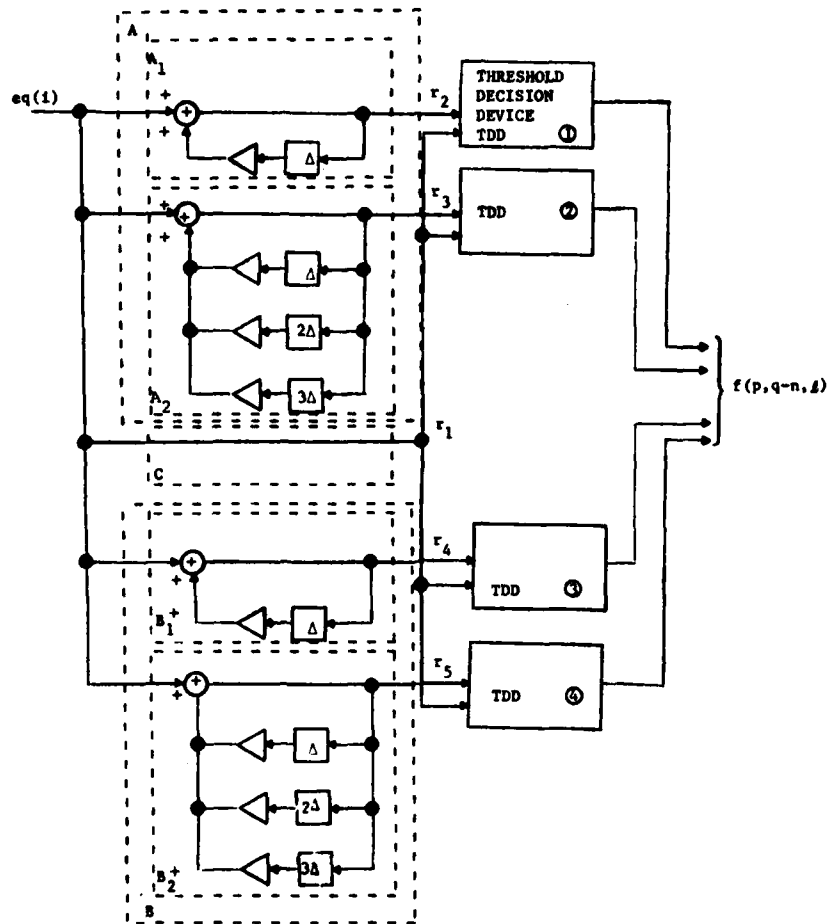 A
A1
eq(i)
+
+
+
r2
THRESHOLD
DECISION
DEVICE
TDD ①
Δ
+
+
+
r3
TDD ②
Δ
2Δ
3Δ
A2
f(p,q-n,ℓ)
r1
C
+
+
r4
TDD ③
B1
+
Δ
+
+
r5
TDD ④
Δ
2Δ
3Δ
B2
+
B